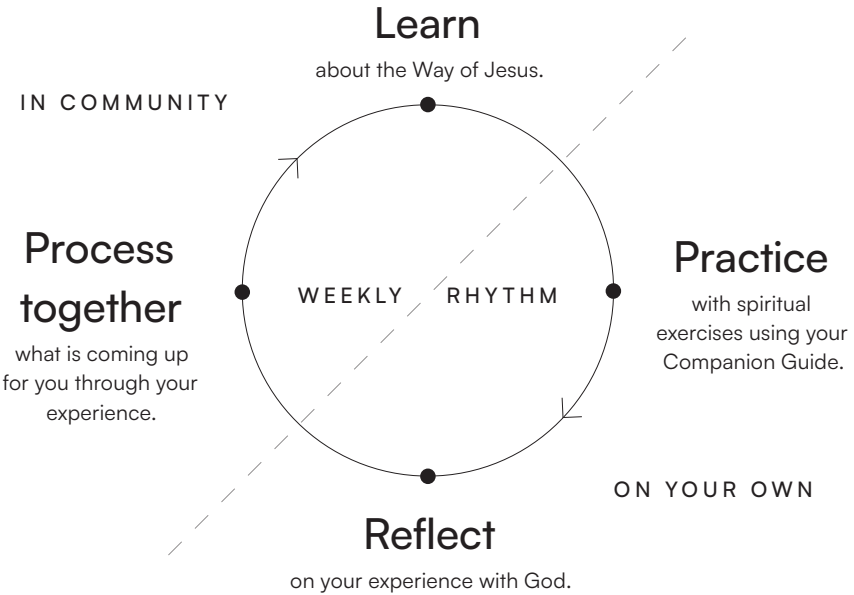 Learn
about the Way of Jesus.
IN COMMUNITY
Process
together
what is coming up
for you through your
experience.
WEEKLY RHYTHM
Practice
with spiritual
exercises using your
Companion Guide.
ON YOUR OWN
Reflect
on your experience with God.